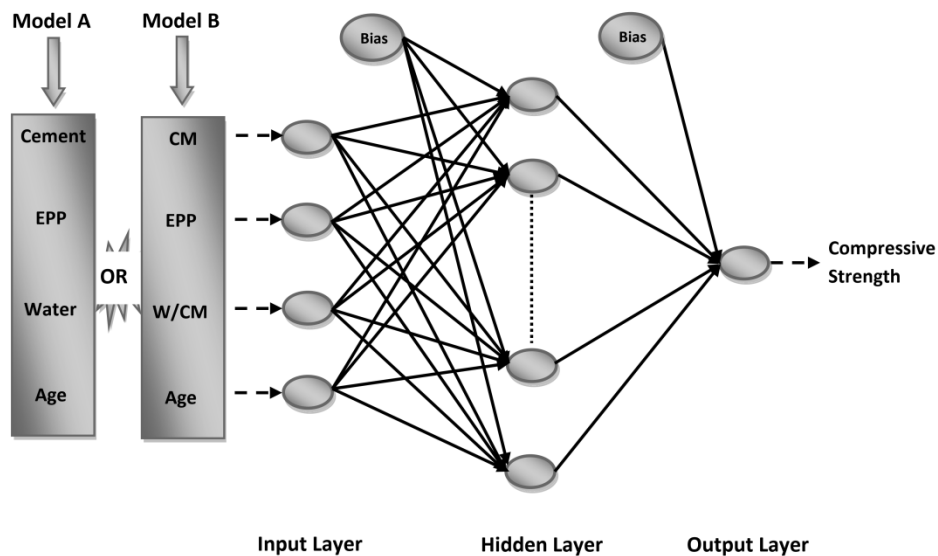 Model A
Model B
Bias
Bias
Cement
EPP
Water
Age
OR
CM
EPP
W/CM
Age
Compressive
Strength
Input Layer
Hidden Layer
Output Layer